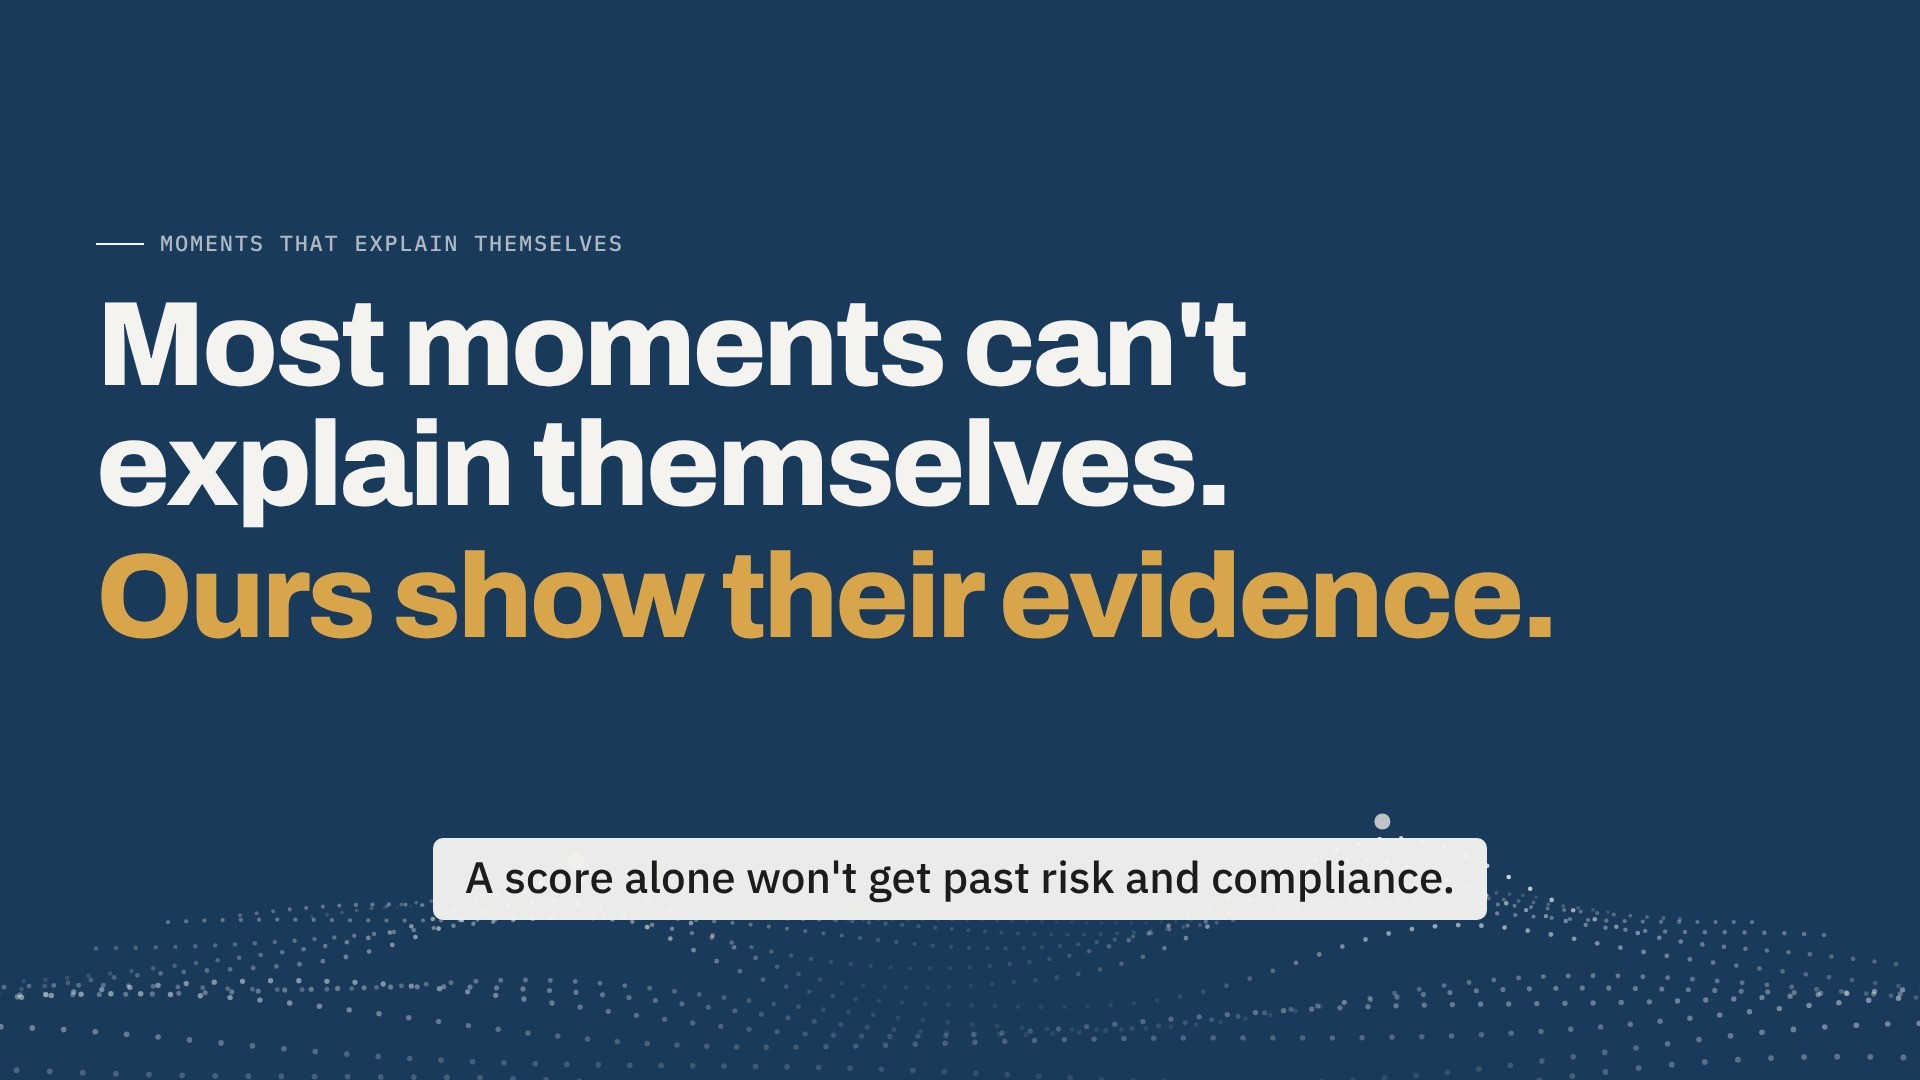 MOMENTS THAT EXPLAIN THEMSELVES
Most moments can't
explain themselves.
Ours show their evidence.
A score alone won't get past risk and compliance.